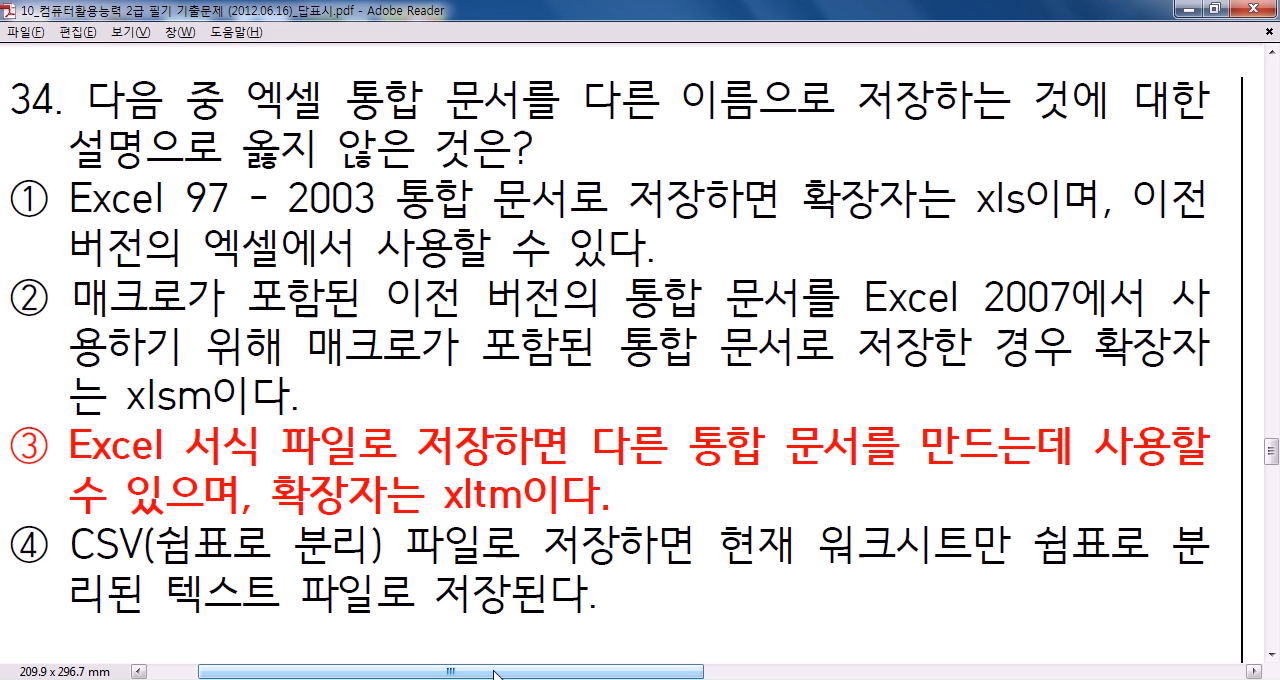 10_컴퓨터활용능력 2급 필기 기출문제 (2012.06.16)_답표시.pdf - Adobe Reader
파일(F) 편집(E) 보기(V) 창(W) 도움말(H)
34. 다음 중 엑셀 통합 문서를 다른 이름으로 저장하는 것에 대한
설명으로 옳지 않은 것은?
① Excel 97 - 2003 통합 문서로 저장하면 확장자는 xls이며, 이전
버전의 엑셀에서 사용할 수 있다.
② 매크로가 포함된 이전 버전의 통합 문서를 Excel 2007에서 사
용하기 위해 매크로가 포함된 통합 문서로 저장한 경우 확장자
는 xlsm이다.
③ Excel 서식 파일로 저장하면 다른 통합 문서를 만드는데 사용할
수 있으며, 확장자는 xltm이다.
④ CSV(쉼표로 분리) 파일로 저장하면 현재 워크시트만 쉼표로 분
리된 텍스트 파일로 저장된다.
209.9 x 296.7 mm